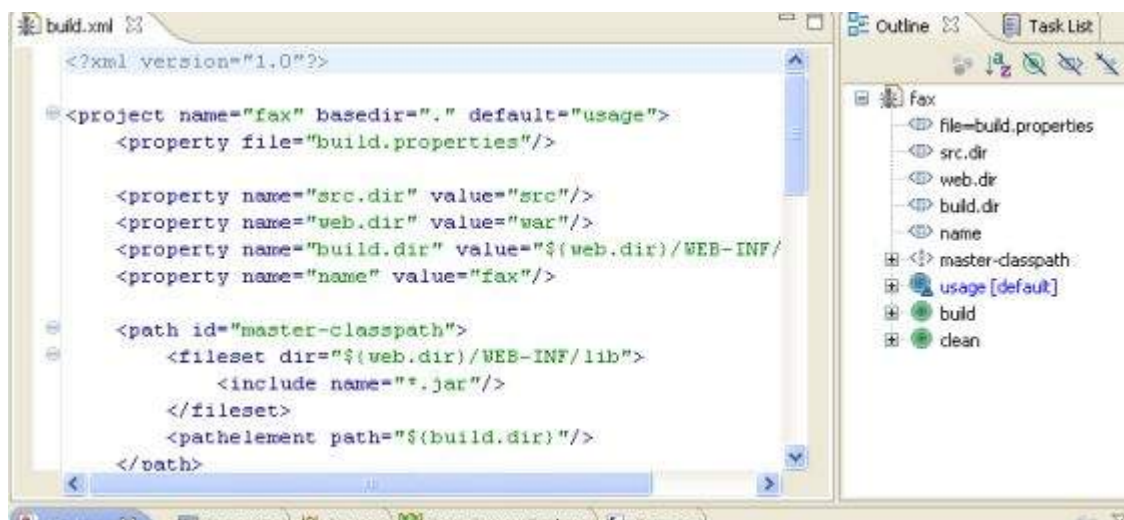 build.xml
<?xml version="1.0"?>
<project name="fax" basedir="." default="usage">
<property file="build.properties"/>
<property name="src.dir" value="src"/>
<property name="web.dir" value="war"/>
<property name="build.dir" value="${web.dir}/WEB-INF/
<property name="name" value="fax"/>
<path id="master-classpath">
<fileset dir="${web.dir}/WEB-INF/lib">
<include name="*.jar"/>
</fileset>
<pathelement path="${build.dir}"/>
</path>
Outline
Task List
fax
file=build.properties
src.dir
web.dir
build.dir
name
master-classpath
usage [default]
build
clean